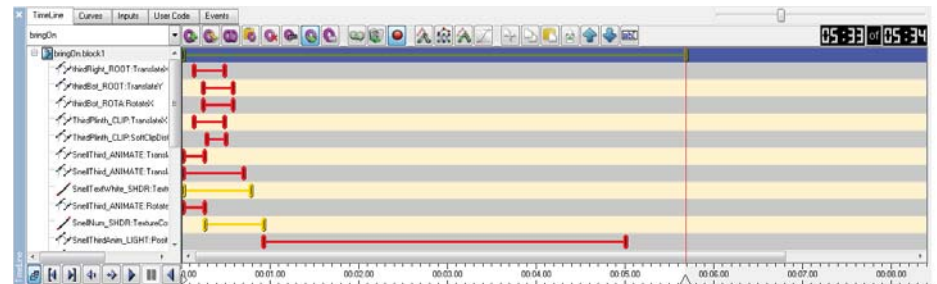 TimeLine Curves Inputs User Code Events
bringOn
05:33 of 05:34
bringOn.block1
thirdRight_ROOT:Translate
thirdBot_ROOT:TranslateY
thirdBot_ROTA:RotateX
ThirdPlinth_CLIP:TranslateX
ThirdPlinth_CLIP:SoftClipDist
SnellThird_ANIMATE:Transl
SnellThird_ANIMATE:Transl
SnellTextWhite_SHDR:Text
SnellThird_ANIMATE:Rotate
SnellNum_SHDR:TextureCo
SnellThirdAnim_LIGHT:Posit
TimeLine
0.00 00:01.00 00:02.00 00:03.00 00:04.00 00:05.00 00:06.00 00:07.00 00:08.00